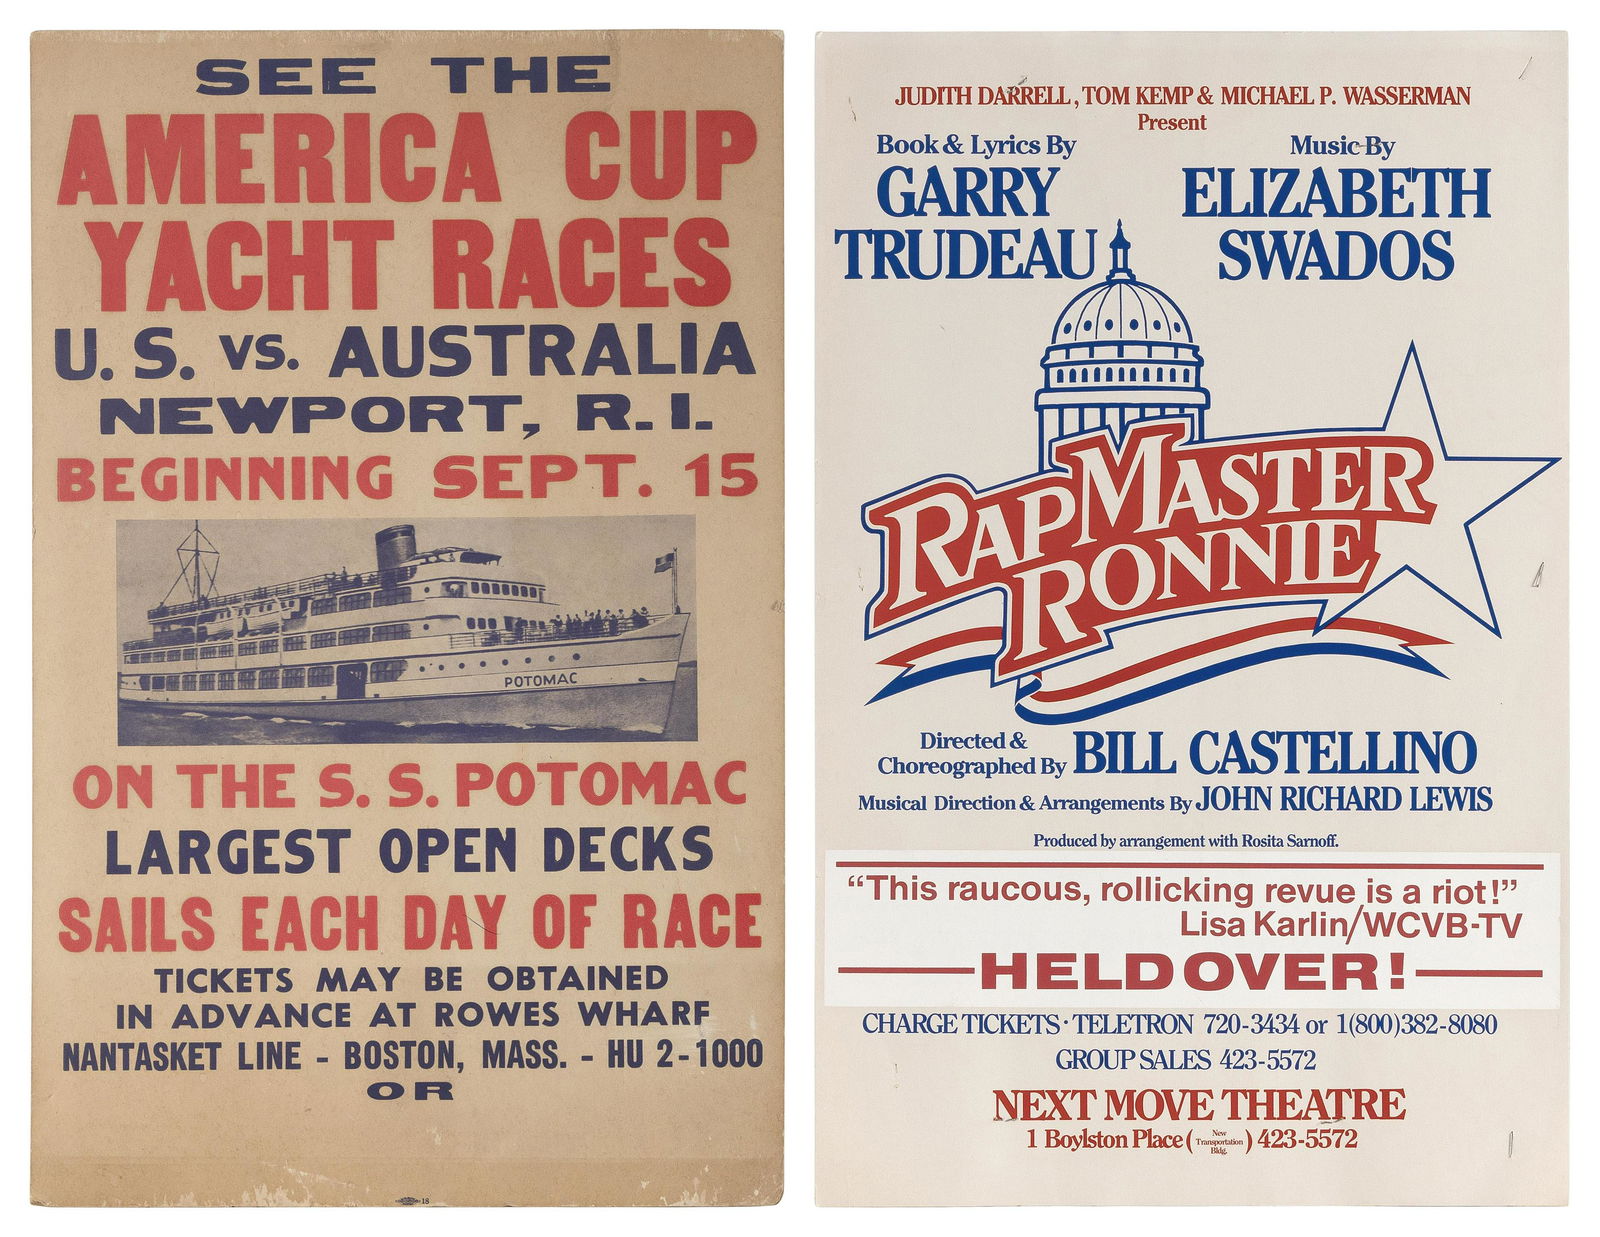 SEE THE
AMERICA CUP
YACHT RACES
U. S. vs. AUSTRALIA
NEWPORT, R. I.
BEGINNING SEPT. 15
POTOMAC
ON THE S. S. POTOMAC
LARGEST OPEN DECKS
SAILS EACH DAY OF RACE
TICKETS MAY BE OBTAINED
IN ADVANCE AT ROWES WHARF
NANTASKET LINE - BOSTON, MASS. - HU 2-1000
OR
18
JUDITH DARRELL, TOM KEMP & MICHAEL P. WASSERMAN
Present
Book & Lyrics By
GARRY
TRUDEAU
Music By
ELIZABETH
SWADOS
RAPMASTER
RONNIE
Directed &
Choreographed By BILL CASTELLINO
Musical Direction & Arrangements By JOHN RICHARD LEWIS
Produced by arrangement with Rosita Sarnoff.
“This raucous, rollicking revue is a riot!”
Lisa Karlin/WCVB-TV
HELD OVER!
CHARGE TICKETS · TELETRON 720-3434 or 1(800)382-8080
GROUP SALES 423-5572
NEXT MOVE THEATRE
1 Boylston Place ( New Transportation Bldg. ) 423-5572